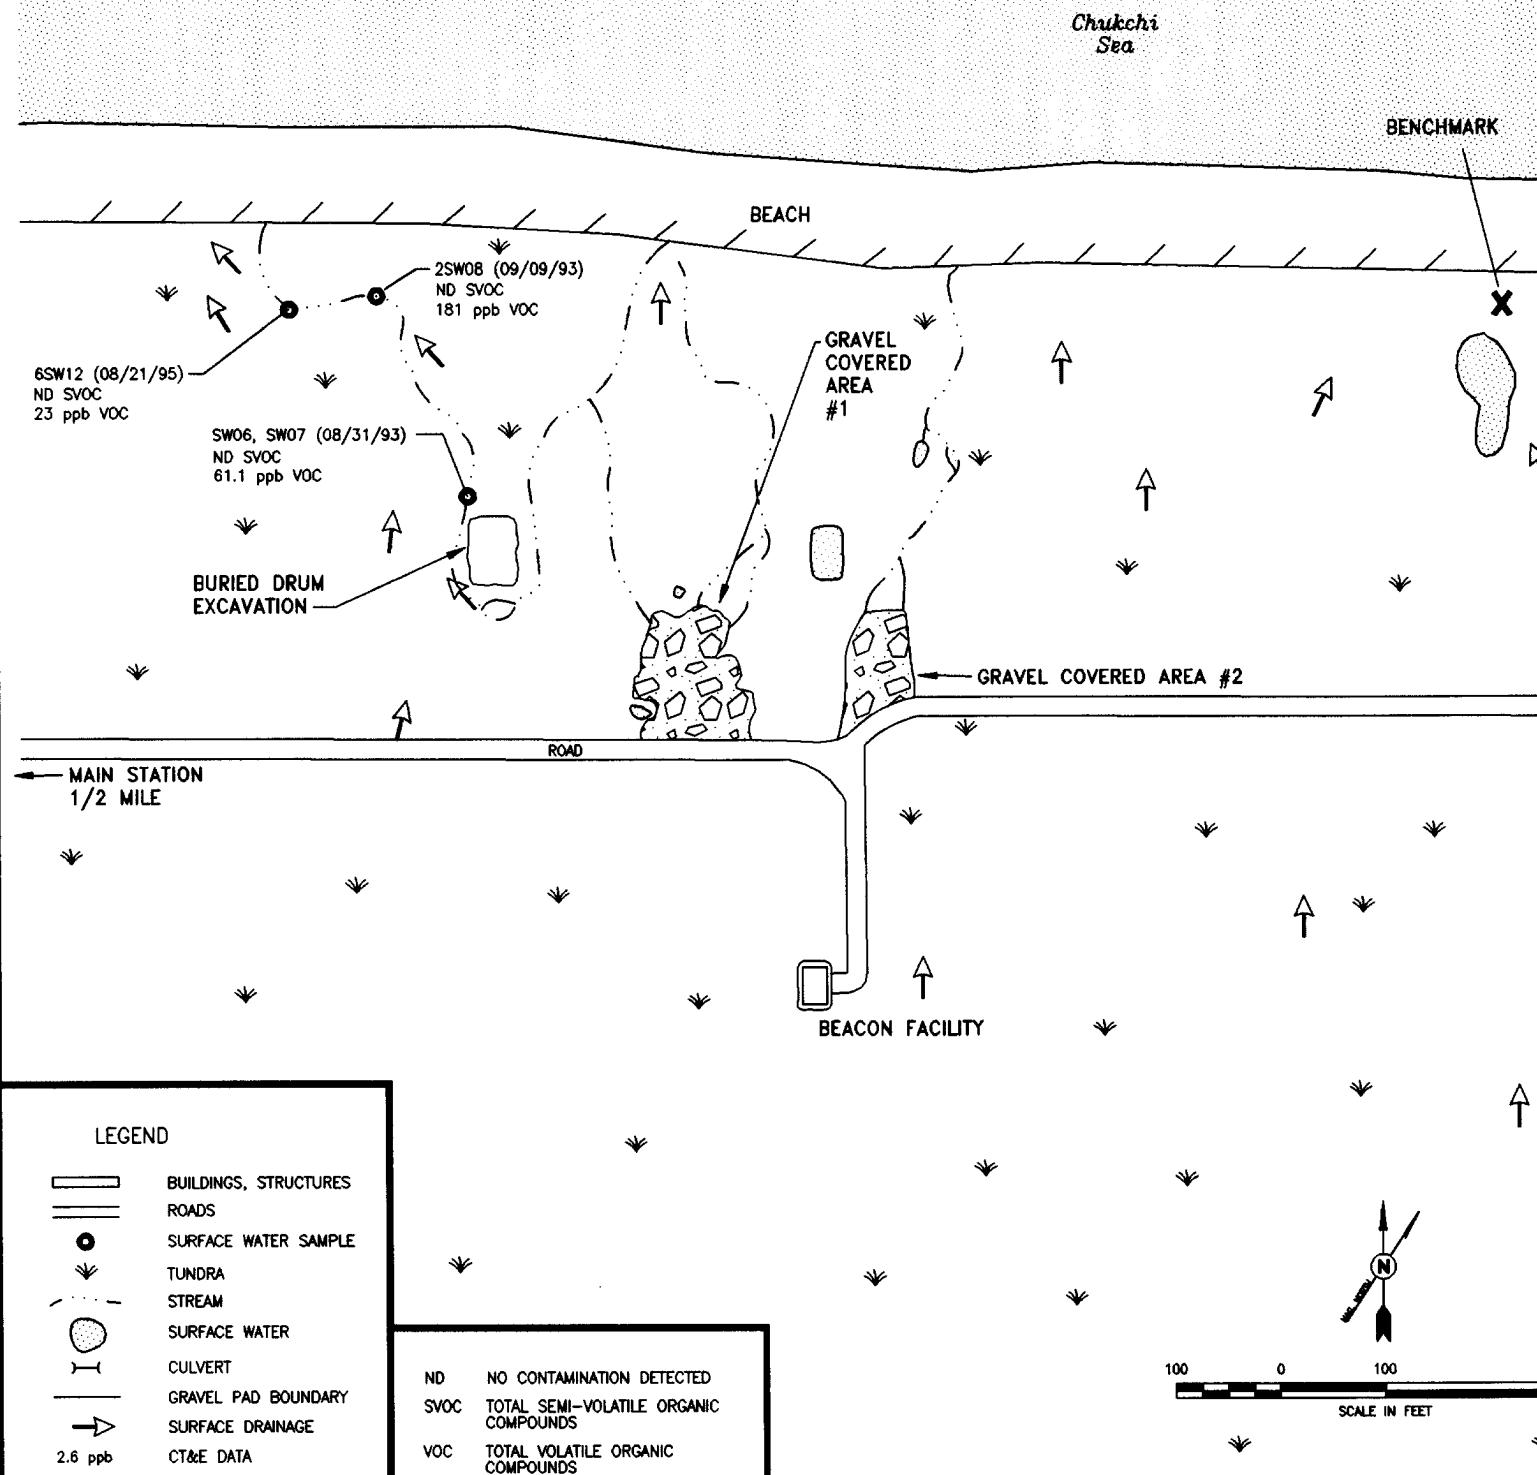 Chukchi
Sea
BENCHMARK
BEACH
2SW08 (09/09/93)
ND SVOC
181 ppb VOC
GRAVEL
COVERED
AREA
#1
6SW12 (08/21/95)
ND SVOC
23 ppb VOC
SW06, SW07 (08/31/93)
ND SVOC
61.1 ppb VOC
BURIED DRUM
EXCAVATION
GRAVEL COVERED AREA #2
ROAD
MAIN STATION
1/2 MILE
BEACON FACILITY
LEGEND
BUILDINGS, STRUCTURES
ROADS
SURFACE WATER SAMPLE
TUNDRA
STREAM
SURFACE WATER
CULVERT
GRAVEL PAD BOUNDARY
SURFACE DRAINAGE
2.6 ppb CT&E DATA
ND NO CONTAMINATION DETECTED
SVOC TOTAL SEMI-VOLATILE ORGANIC
COMPOUNDS
VOC TOTAL VOLATILE ORGANIC
COMPOUNDS
N
100 0 100
SCALE IN FEET